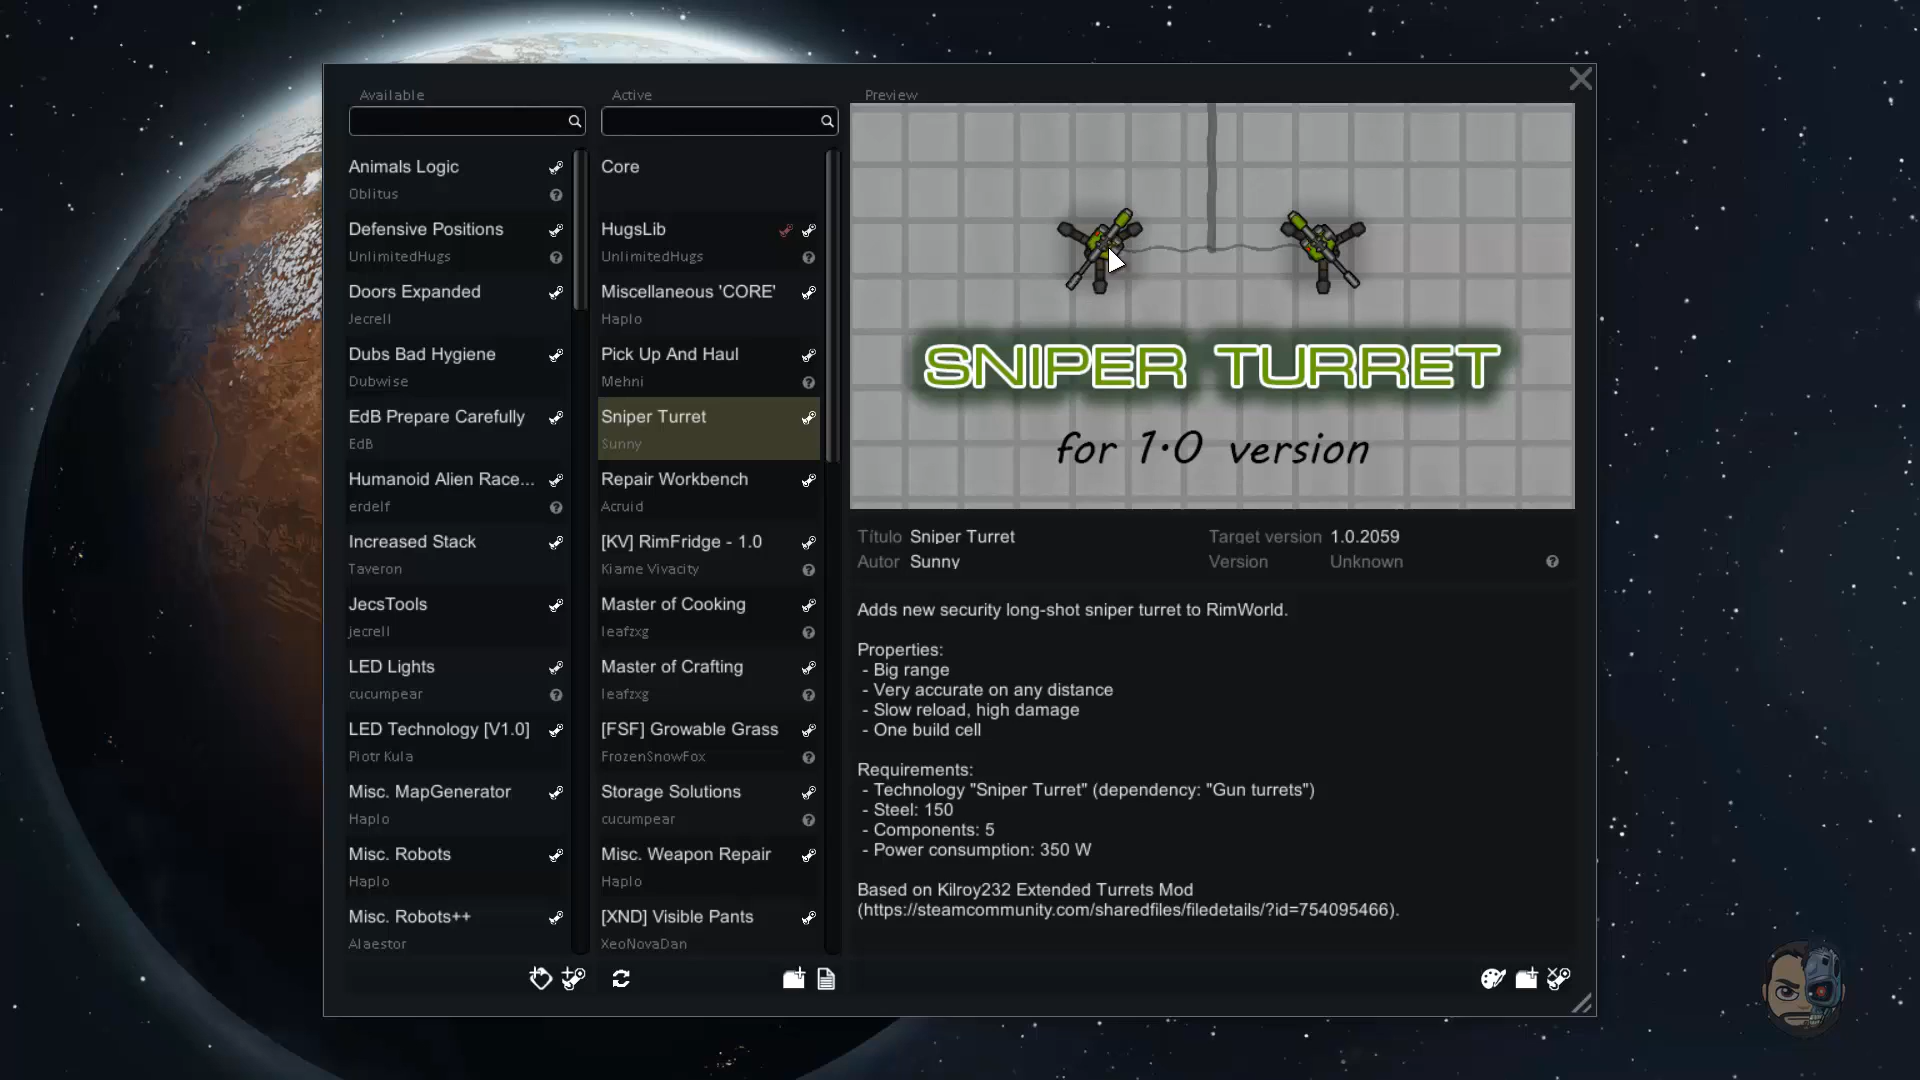 Available
Animals Logic
Oblitus
Defensive Positions
UnlimitedHugs
Doors Expanded
Jecrell
Dubs Bad Hygiene
Dubwise
EdB Prepare Carefully
EdB
Humanoid Alien Race...
erdelf
Increased Stack
Taveron
JecsTools
jecrell
LED Lights
cucumpear
LED Technology [V1.0]
Piotr Kula
Misc. MapGenerator
Haplo
Misc. Robots
Haplo
Misc. Robots++
Alaestor
Active
Core
HugsLib
UnlimitedHugs
Miscellaneous 'CORE'
Haplo
Pick Up And Haul
Mehni
Sniper Turret
Sunny
Repair Workbench
Acruid
[KV] RimFridge - 1.0
Kiame Vivacity
Master of Cooking
leafzxg
Master of Crafting
leafzxg
[FSF] Growable Grass
FrozenSnowFox
Storage Solutions
cucumpear
Misc. Weapon Repair
Haplo
[XND] Visible Pants
XeoNovaDan
Preview
SNIPER TURRET
for 1.0 version
Título Sniper Turret
Target version 1.0.2059
Autor Sunny
Version Unknown
Adds new security long-shot sniper turret to RimWorld.
Properties:
- Big range
- Very accurate on any distance
- Slow reload, high damage
- One build cell
Requirements:
- Technology "Sniper Turret" (dependency: "Gun turrets")
- Steel: 150
- Components: 5
- Power consumption: 350 W
Based on Kilroy232 Extended Turrets Mod
(https://steamcommunity.com/sharedfiles/filedetails/?id=754095466).